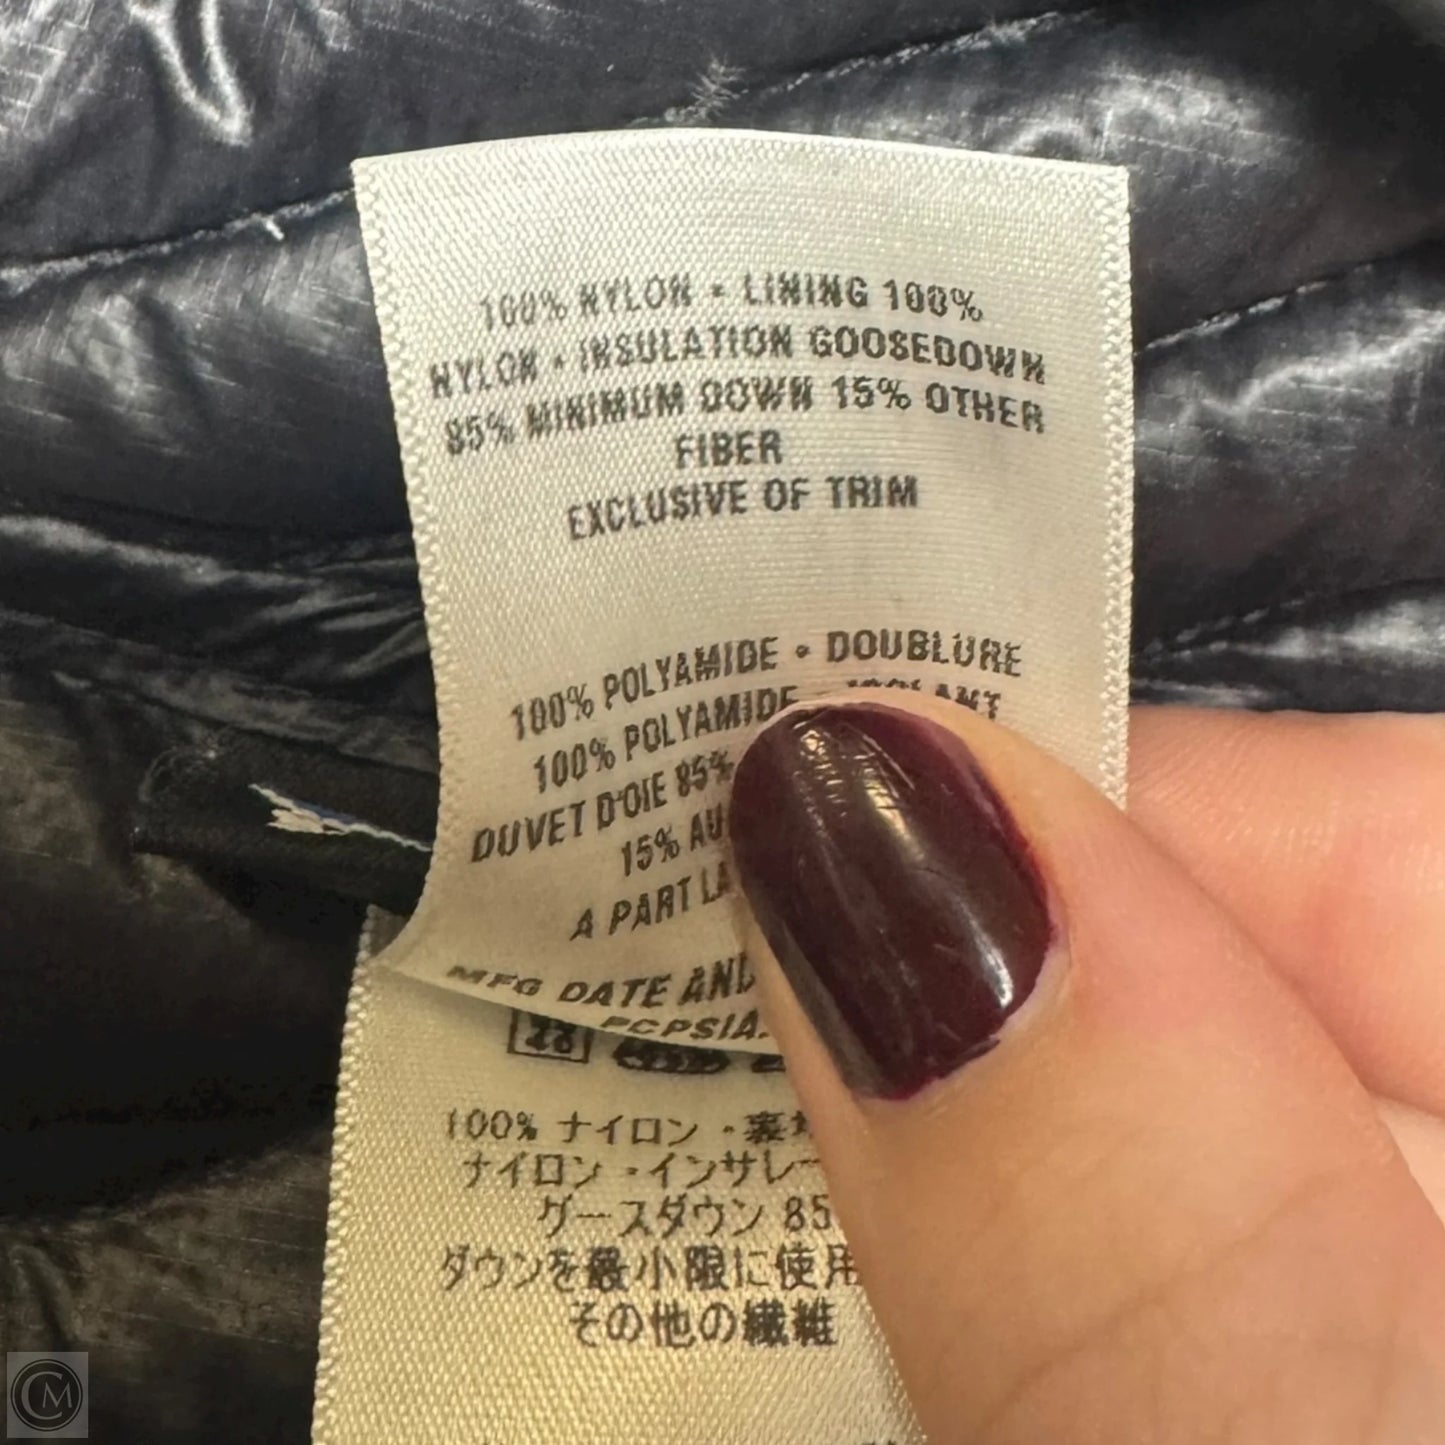 100% NYLON • LINING 100%
NYLON • INSULATION GOOSEDOWN
85% MINIMUM DOWN 15% OTHER
FIBER
EXCLUSIVE OF TRIM
100% POLYAMIDE • DOUBLURE
100% POLYAMIDE
DUVET D'OIE 85%
15%
A PART
MFG DATE AND
100% ナイロン・裏
ナイロン・インサレー
グースダウン 85
ダウンを最小限に使用
その他の繊維
CM